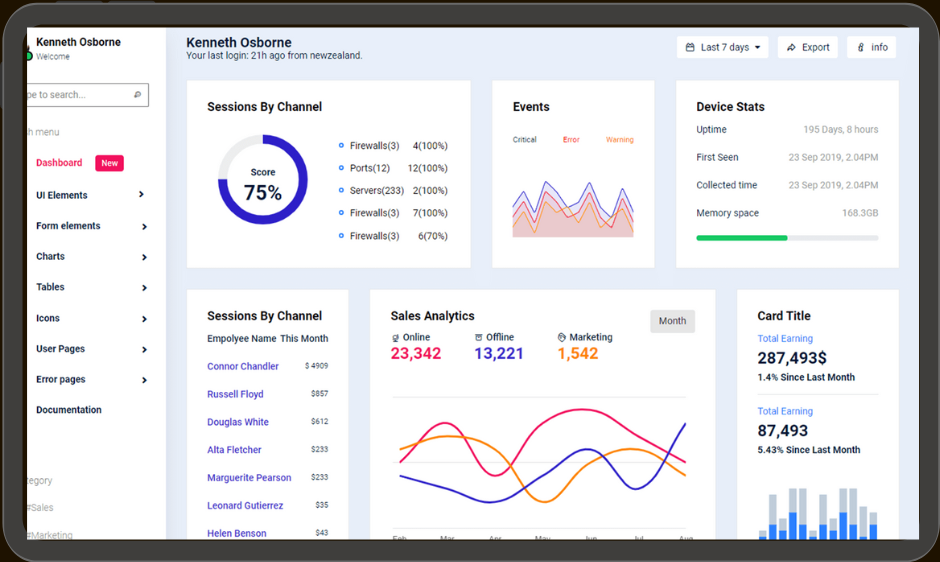 Kenneth Osborne
Welcome
pe to search...
sh menu
Dashboard New
UI Elements
Form elements
Charts
Tables
Icons
User Pages
Error pages
Documentation
tegory
#Sales
#Marketing
Kenneth Osborne
Your last login: 21h ago from newzealand.
Last 7 days
Export
info
Sessions By Channel
Score
75%
Firewalls(3) 4(100%)
Ports(12) 12(100%)
Servers(233) 2(100%)
Firewalls(3) 7(100%)
Firewalls(3) 6(70%)
Events
Critical Error Warning
Device Stats
Uptime 195 Days, 8 hours
First Seen 23 Sep 2019, 2.04PM
Collected time 23 Sep 2019, 2.04PM
Memory space 168.3GB
Sessions By Channel
Empolyee Name This Month
Connor Chandler $ 4909
Russell Floyd $857
Douglas White $612
Alta Fletcher $233
Marguerite Pearson $233
Leonard Gutierrez $35
Helen Benson $43
Sales Analytics
Month
Online Offline Marketing
23,342 13,221 1,542
Feb Mar Apr May Jun Jul Aug
Card Title
Total Earning
287,493$
1.4% Since Last Month
Total Earning
87,493
5.43% Since Last Month